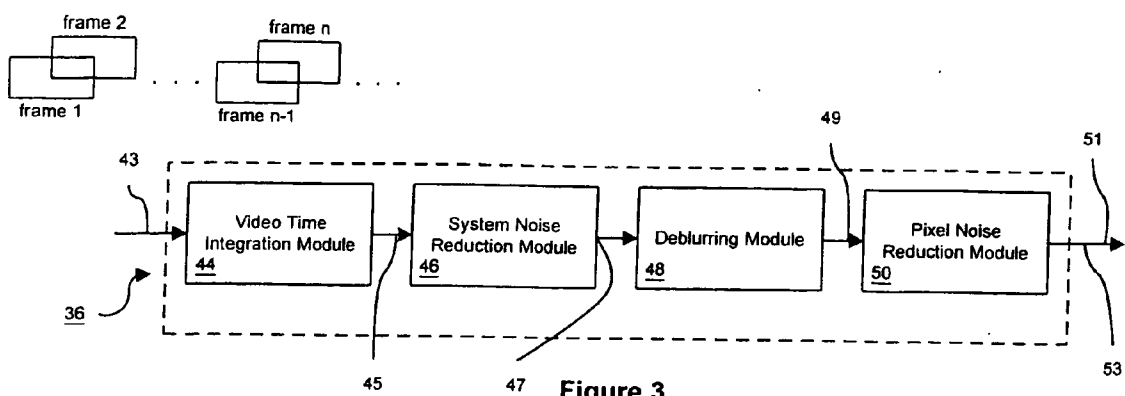 frame 2
frame n
. . . .
. . .
frame 1
frame n-1
43
49
51
Video Time
Integration Module
44
System Noise
Reduction Module
46
Deblurring Module
48
Pixel Noise
Reduction Module
50
36
45
47
53
Figure 3